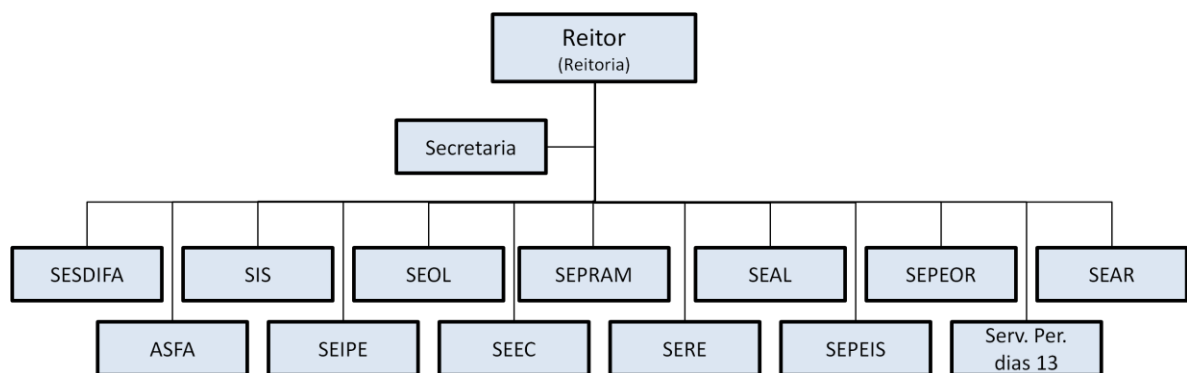 Reitor
(Reitoria)
Secretaria
SESDIFA
SIS
SEOL
SEPRAM
SEAL
SEPEOR
SEAR
ASFA
SEIPE
SEEC
SERE
SEPEIS
Serv. Per.
dias 13